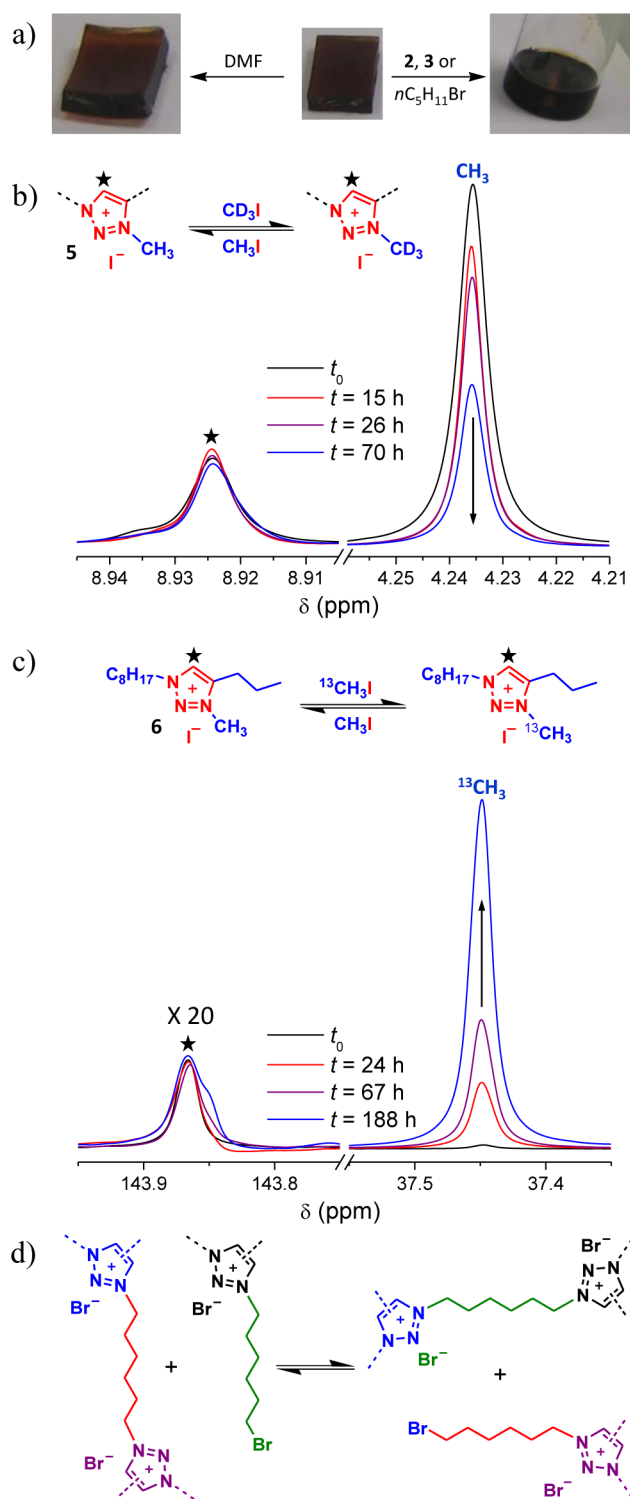 a)
DMF
2, 3 or
nC₅H₁₁Br
b)
★
★
N
+
N=N
CH₃
5
I⁻
CD₃I
CH₃I
N
+
N=N
CD₃
I⁻
CH₃
t₀
t = 15 h
t = 26 h
t = 70 h
★
8.94 8.93 8.92 8.91 4.25 4.24 4.23 4.22 4.21
δ (ppm)
c)
★
★
C₈H₁₇
N
+
N=N
CH₃
6
I⁻
¹³CH₃I
CH₃I
C₈H₁₇
N
+
N=N
I⁻ ¹³CH₃
¹³CH₃
X 20
★
t₀
t = 24 h
t = 67 h
t = 188 h
143.9 143.8 37.5 37.4
δ (ppm)
d)
N
N
+
N
Br⁻
N
N
+
N
Br⁻
Br⁻
N
N
+
N
N
+
N
N
Br⁻
+
+
Br⁻
N
N
+
N
Br
Br
N
N
+
N
Br⁻